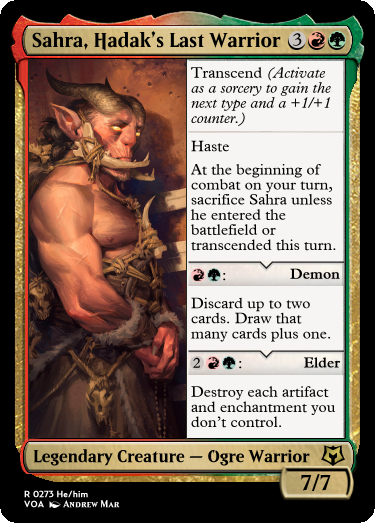 Sahra, Ḥadak's Last Warrior 3
Transcend (Activate
as a sorcery to gain the
next type and a +1/+1
counter.)
Haste
At the beginning of
combat on your turn,
sacrifice Sahra unless
he entered the
battlefield or
transcended this turn.
: Demon
Discard up to two
cards. Draw that
many cards plus one.
2 : Elder
Destroy each artifact
and enchantment you
don't control.
Legendary Creature — Ogre Warrior
7/7
R 0273 He/him
VOA Andrew Mar